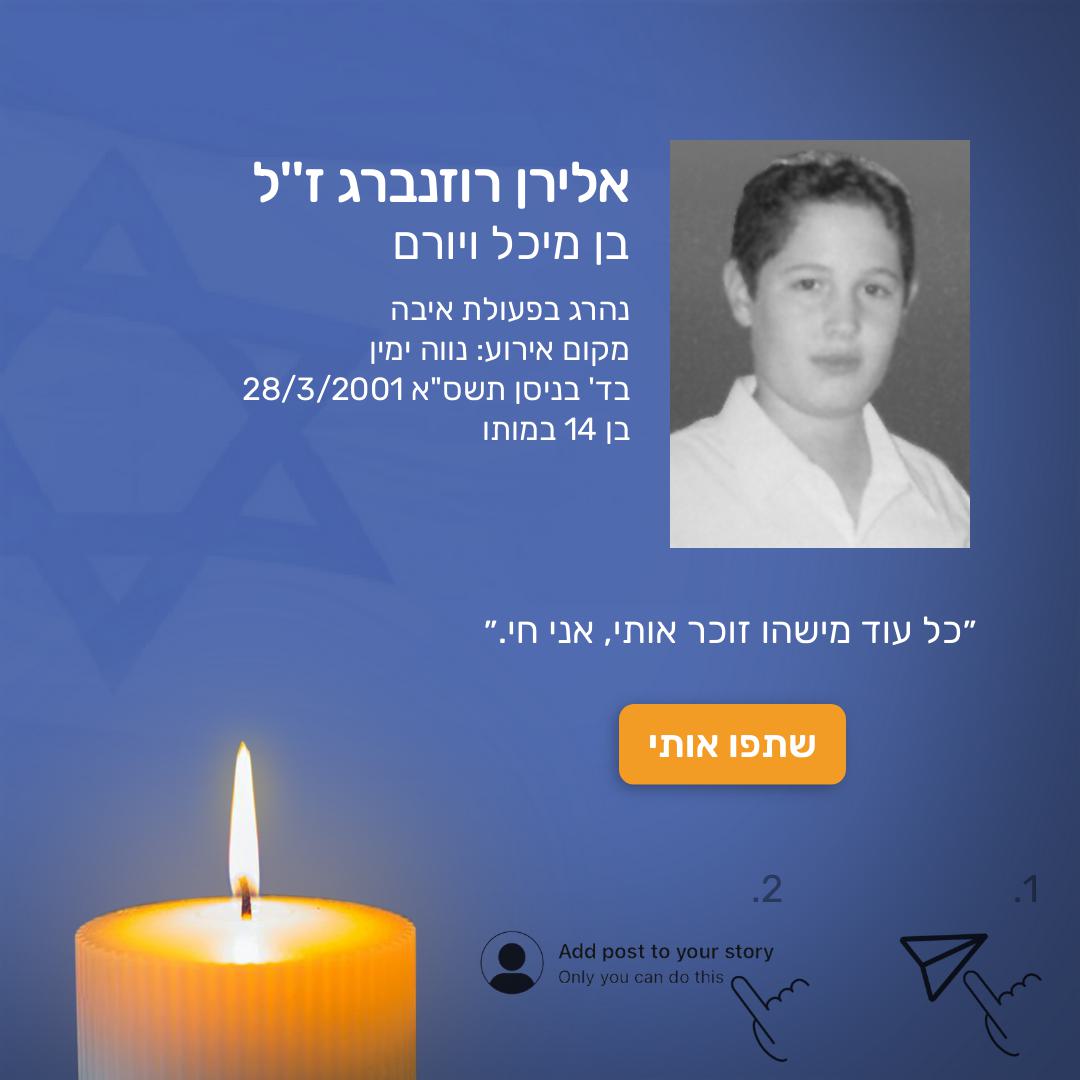 אלירן רוזנברג ז"ל
בן מיכל ויורם
נהרג בפעולת איבה
מקום אירוע: נווה ימין
בד' בניסן תשס"א 28/3/2001
בן 14 במותו
״כל עוד מישהו זוכר אותי, אני חי.״
שתפו אותי
1.
2.
Add post to your story
Only you can do this